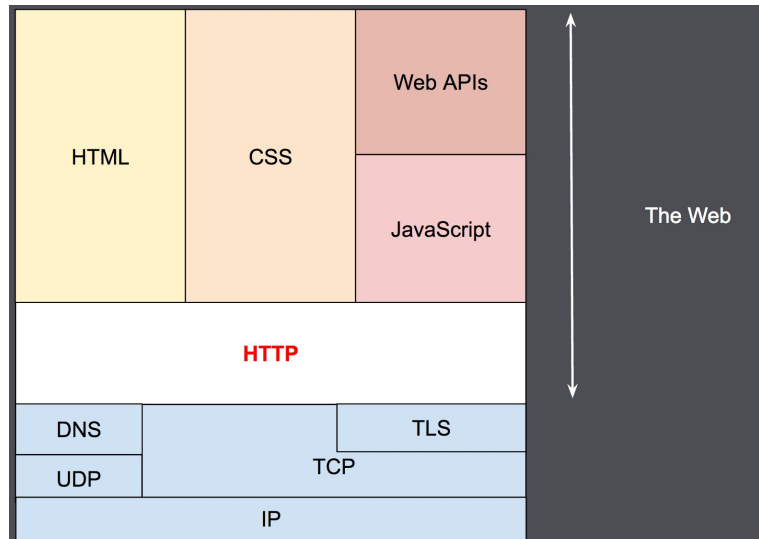 Web APIs
HTML
CSS
JavaScript
The Web
HTTP
DNS
TLS
TCP
UDP
IP